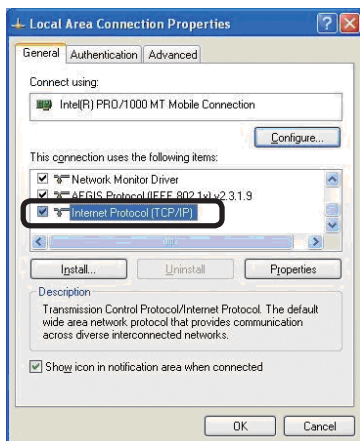 Local Area Connection Properties
General Authentication Advanced
Connect using:
Intel(R) PRO/1000 MT Mobile Connection
Configure...
This connection uses the following items:
Network Monitor Driver
AEGIS Protocol (IEEE 802.1x) v2.3.1.9
Internet Protocol (TCP/IP)
Install... Uninstall Properties
Description
Transmission Control Protocol/Internet Protocol. The default
wide area network protocol that provides communication
across diverse interconnected networks.
Show icon in notification area when connected
OK Cancel